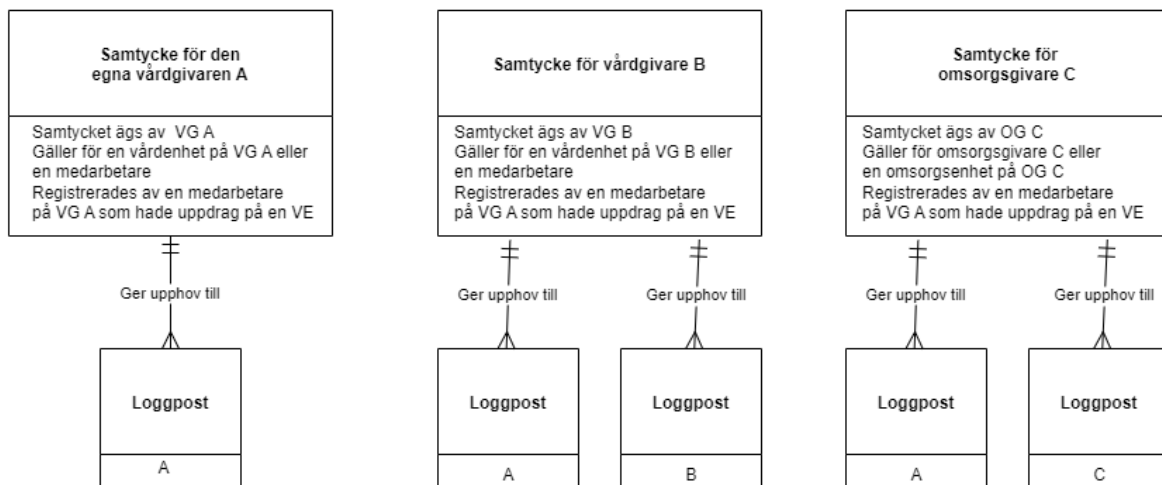 Samtycke för den
egna vårdgivaren A
Samtycket ägs av  VG A
Gäller för en vårdenhet på VG A eller
en medarbetare
Registrerades av en medarbetare
på VG A som hade uppdrag på en VE
Ger upphov till
Loggpost
A
Samtycke för vårdgivare B
Samtycket ägs av VG B
Gäller för en vårdenhet på VG B eller
en medarbetare
Registrerades av en medarbetare
på VG A som hade uppdrag på en VE
Ger upphov till
Ger upphov till
Loggpost
A
Loggpost
B
Samtycke för
omsorgsgivare C
Samtycket ägs av OG C
Gäller för omsorgsgivare C eller
en omsorgsenhet på OG C
Registrerades av en medarbetare
på VG A som hade uppdrag på en VE
Ger upphov till
Ger upphov till
Loggpost
A
Loggpost
C